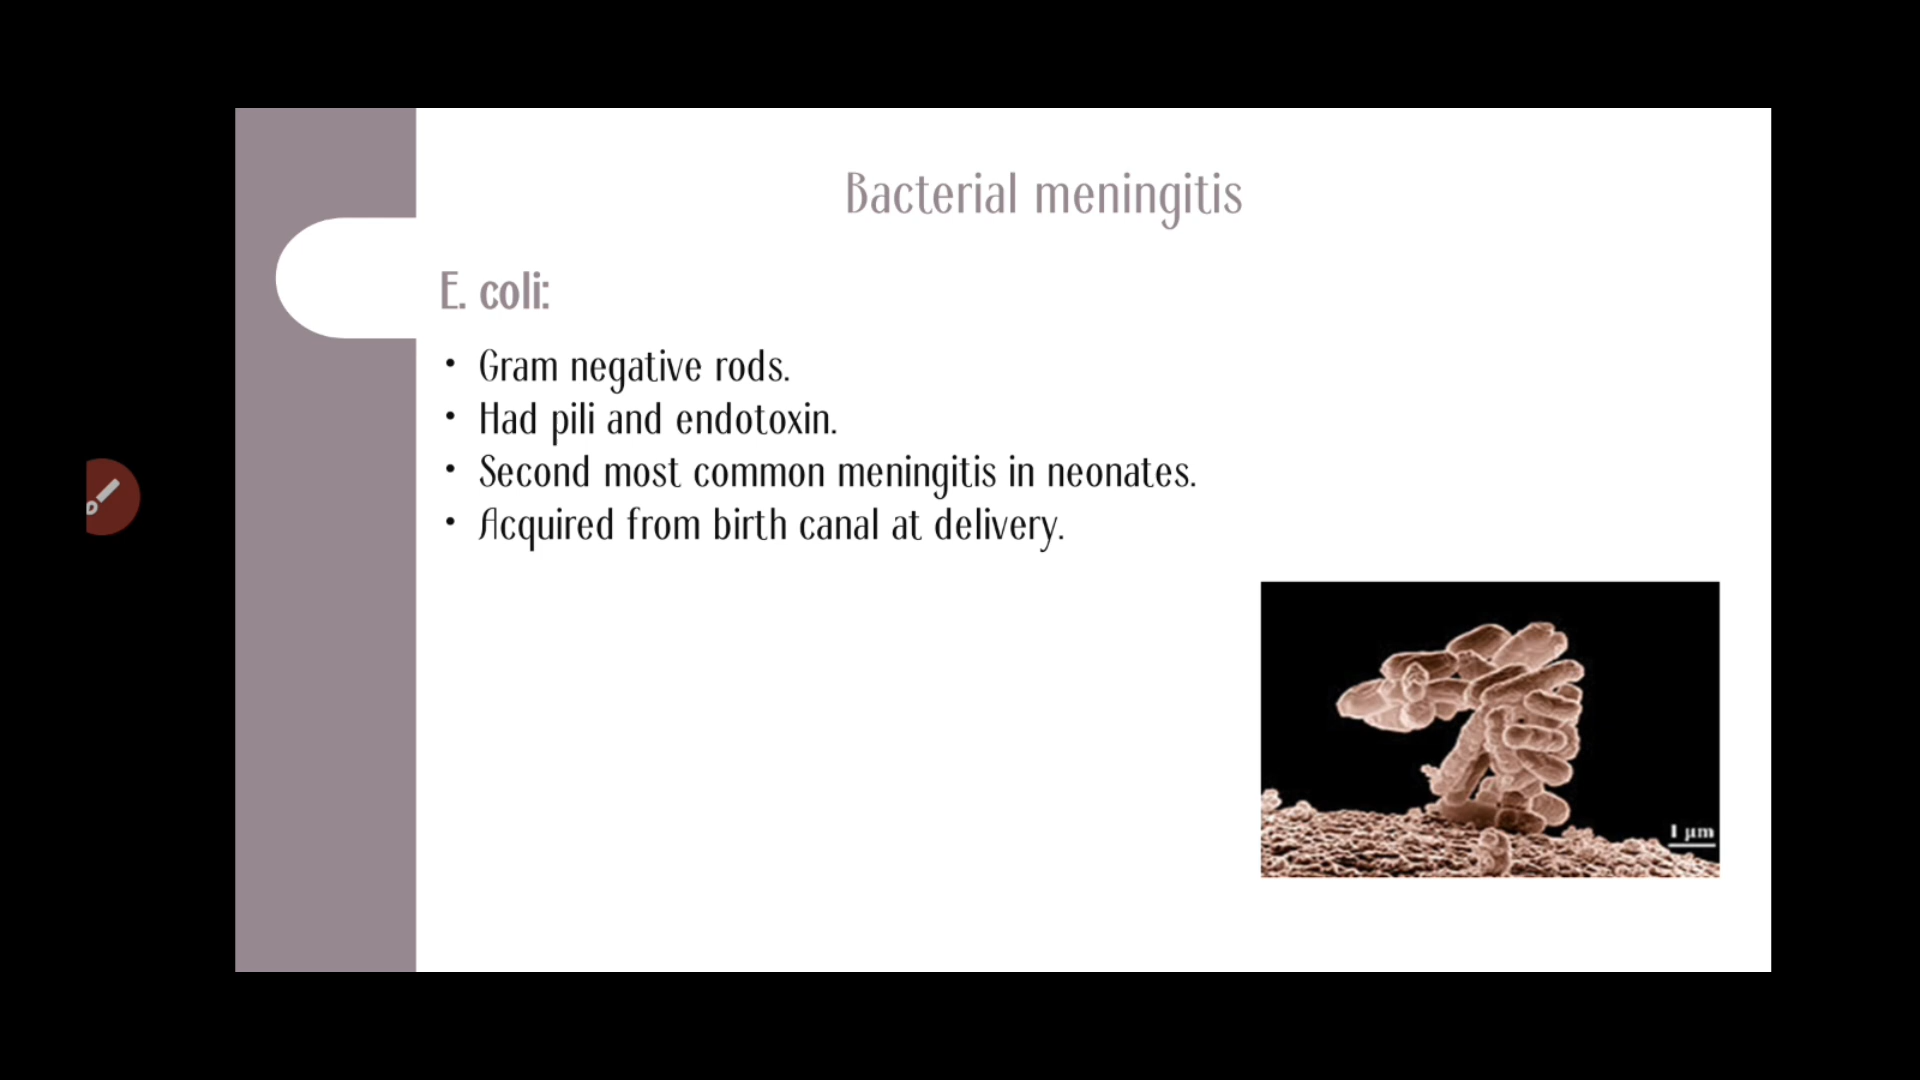 Bacterial meningitis
E. coli:
• Gram negative rods.
• Had pili and endotoxin.
• Second most common meningitis in neonates.
• Acquired from birth canal at delivery.
1 µm